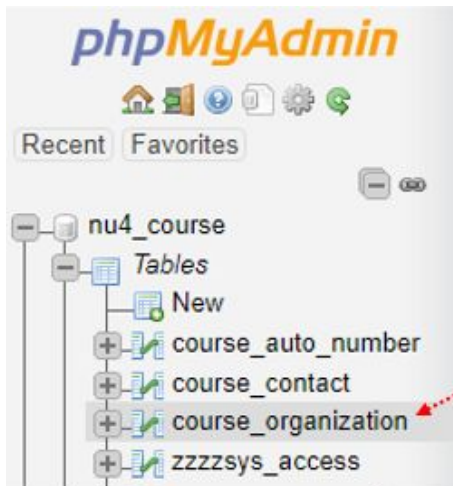 phpMyAdmin
Recent Favorites
nu4_course
Tables
New
course_auto_number
course_contact
course_organization
zzzzsys_access